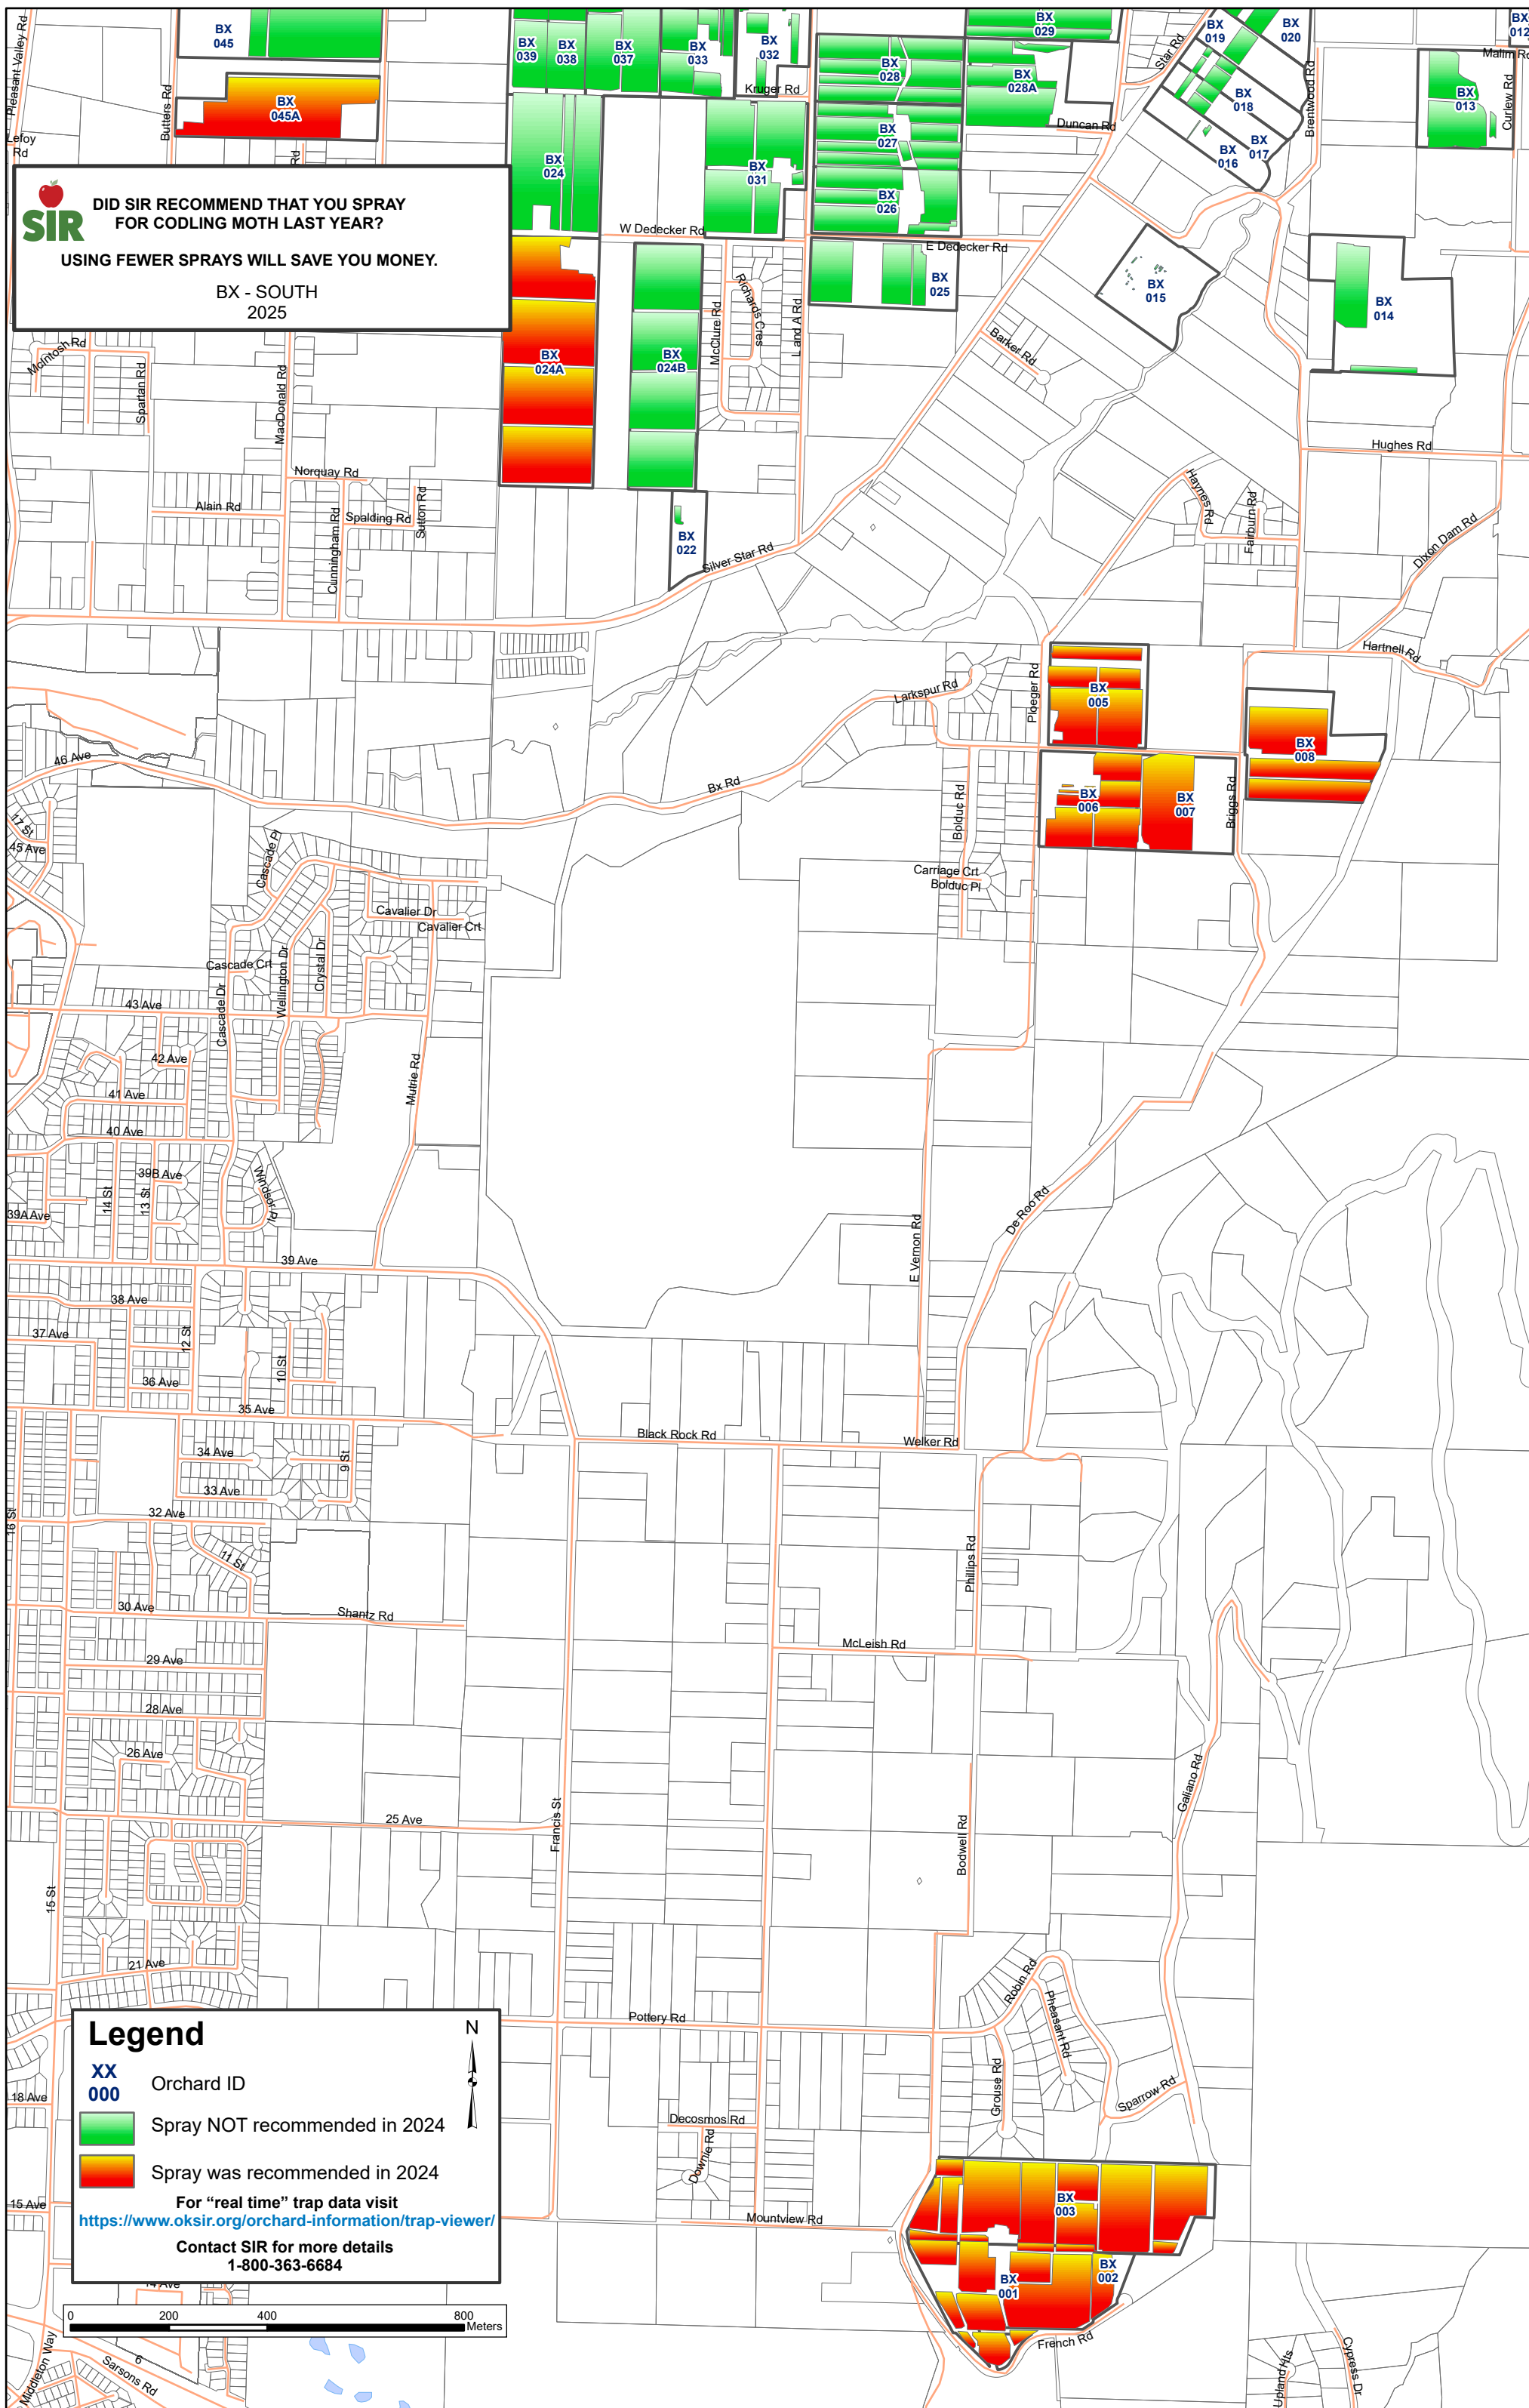 Pleasant Valley Rd
BX
045
BX
039
BX
038
BX
037
BX
033
BX
032
BX
029
BX
019
BX
020
BX
012
Malim Rd
Butters Rd
BX
045A
Kruger Rd
BX
028
BX
028A
Star Rd
BX
018
Brentwood Rd
BX
013
Curlew Rd
Lefoy
Rd
Rd
BX
024
BX
031
BX
027
Duncan Rd
BX
016
BX
017
BX
026
SIR
DID SIR RECOMMEND THAT YOU SPRAY
FOR CODLING MOTH LAST YEAR?
USING FEWER SPRAYS WILL SAVE YOU MONEY.
BX - SOUTH
2025
W Dedecker Rd
E Dedecker Rd
BX
025
BX
015
BX
014
Richards Cres
McClure Rd
L and A Rd
Barker Rd
McIntosh Rd
Spartan Rd
MacDonald Rd
BX
024A
BX
024B
Hughes Rd
Norquay Rd
Alain Rd
Cunningham Rd
Spalding Rd
Sutton Rd
BX
022
Silver Star Rd
Haynes Rd
Fairburn Rd
Dixon Dam Rd
Hartnell Rd
Larkspur Rd
Ploeger Rd
BX
005
BX
008
46 Ave
Bx Rd
BX
006
BX
007
Briggs Rd
17 St
45 Ave
Cascade Pl
Bolduc Rd
Carriage Crt
Bolduc Pl
Cavalier Dr
Cavalier Crt
Cascade Crt
Wellington Dr
Crystal Dr
Cascade Dr
43 Ave
42 Ave
Mutrie Rd
41 Ave
40 Ave
39B Ave
14 St
13 St
Windsor Pl
39A Ave
De Roo Rd
E Vernon Rd
39 Ave
38 Ave
37 Ave
12 St
10 St
36 Ave
35 Ave
Black Rock Rd
Welker Rd
34 Ave
9 St
33 Ave
32 Ave
16 St
11 St
Phillips Rd
30 Ave
Shantz Rd
McLeish Rd
29 Ave
28 Ave
26 Ave
Galiano Rd
25 Ave
Francis St
Bodwell Rd
15 St
21 Ave
Robin Rd
Pheasant Rd
Pottery Rd
Grouse Rd
Sparrow Rd
Decosmos Rd
Downie Rd
Legend
N
XX
000
Orchard ID
Spray NOT recommended in 2024
Spray was recommended in 2024
For “real time” trap data visit
https://www.oksir.org/orchard-information/trap-viewer/
Contact SIR for more details
1-800-363-6684
18 Ave
15 Ave
14 Ave
Mountview Rd
BX
003
BX
002
BX
001
French Rd
0 200 400 800
Meters
Middleton Way
6
Sarsons Rd
Upland Hts
Cypress Dr